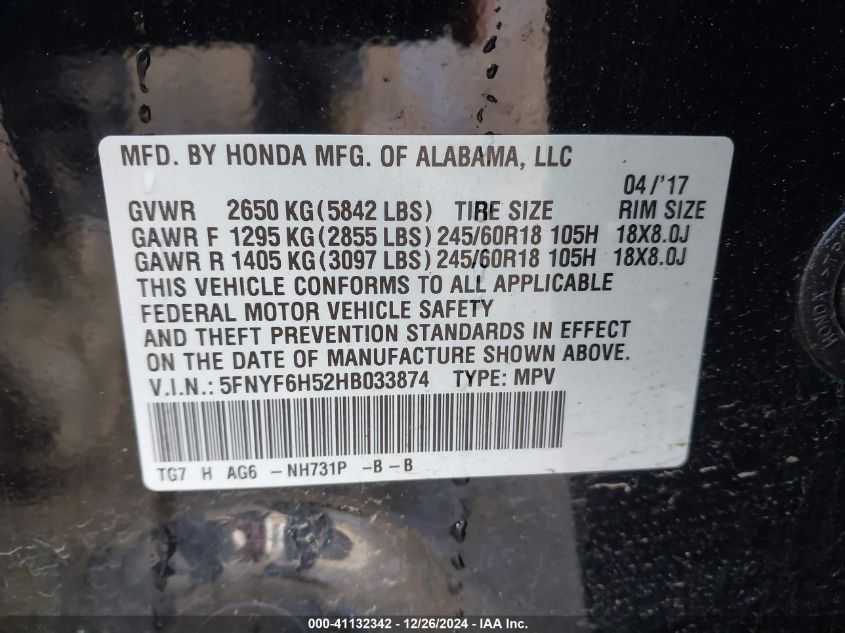 MFD. BY HONDA MFG. OF ALABAMA, LLC
04/'17
GVWR 2650 KG (5842 LBS) TIRE SIZE RIM SIZE
GAWR F 1295 KG (2855 LBS) 245/60R18 105H 18X8.0J
GAWR R 1405 KG (3097 LBS) 245/60R18 105H 18X8.0J
THIS VEHICLE CONFORMS TO ALL APPLICABLE
FEDERAL MOTOR VEHICLE SAFETY
AND THEFT PREVENTION STANDARDS IN EFFECT
ON THE DATE OF MANUFACTURE SHOWN ABOVE.
V.I.N.: 5FNYF6H52HB033874 TYPE: MPV
TG7 H AG6 -NH731P -B-B
HONDA
000-41132342 - 12/26/2024 - IAA Inc.